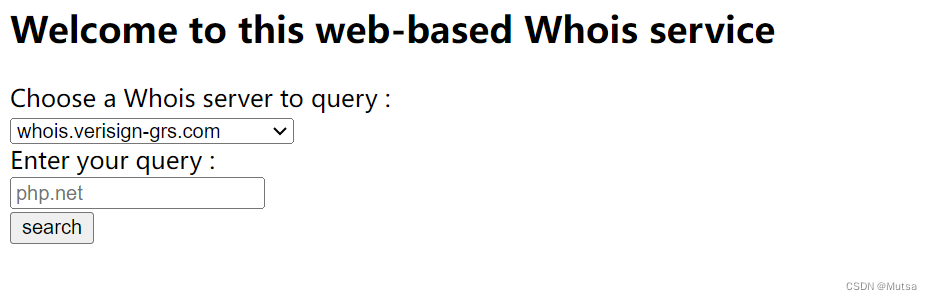 Welcome to this web-based Whois service
Choose a Whois server to query :
whois.verisign-grs.com
Enter your query :
php.net
search
CSDN @Mutsa